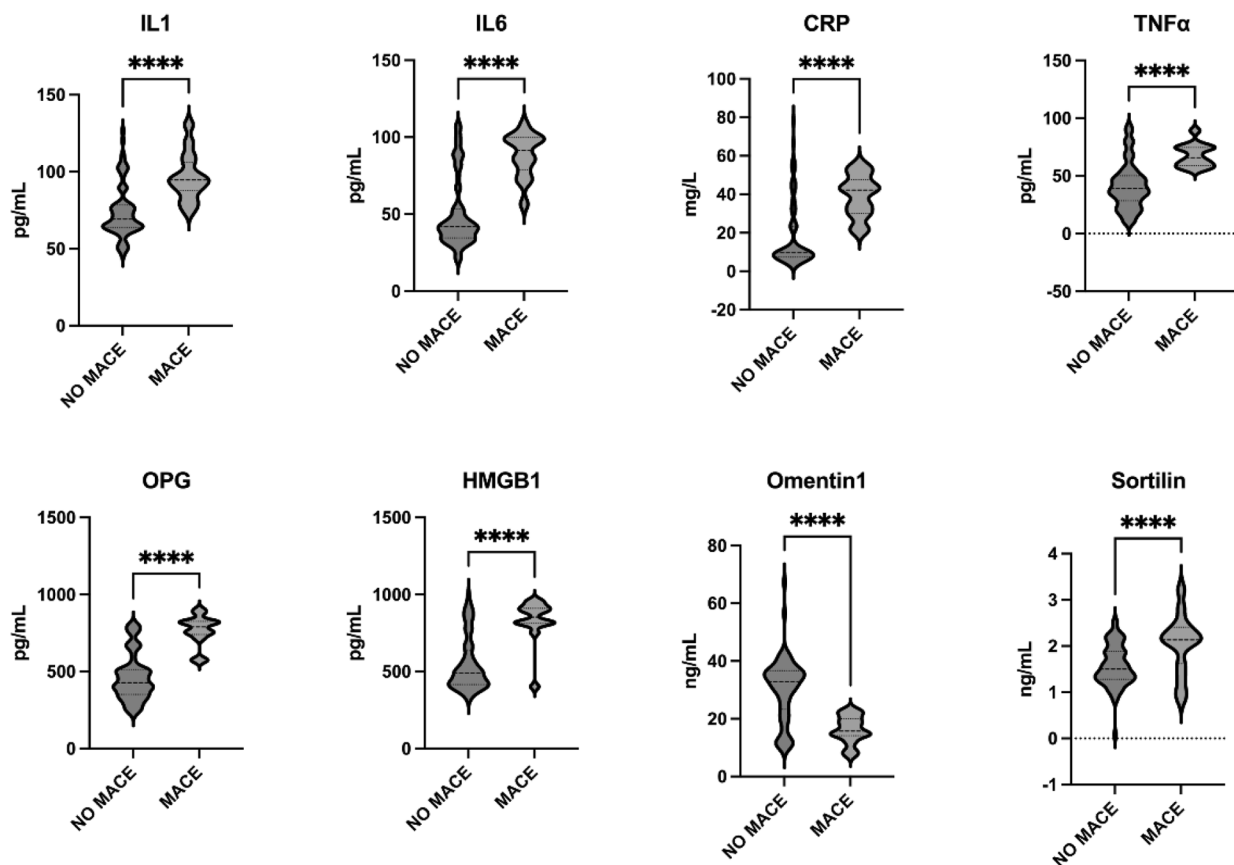 IL1
****
pg/mL
150
100
50
0
NO MACE
MACE
IL6
****
pg/mL
150
100
50
0
NO MACE
MACE
CRP
****
mg/L
100
80
60
40
20
0
-20
NO MACE
MACE
TNFα
****
pg/mL
150
100
50
0
-50
NO MACE
MACE
OPG
****
pg/mL
1500
1000
500
0
NO MACE
MACE
HMGB1
****
pg/mL
1500
1000
500
0
NO MACE
MACE
Omentin1
****
ng/mL
80
60
40
20
0
NO MACE
MACE
Sortilin
****
ng/mL
4
3
2
1
0
-1
NO MACE
MACE